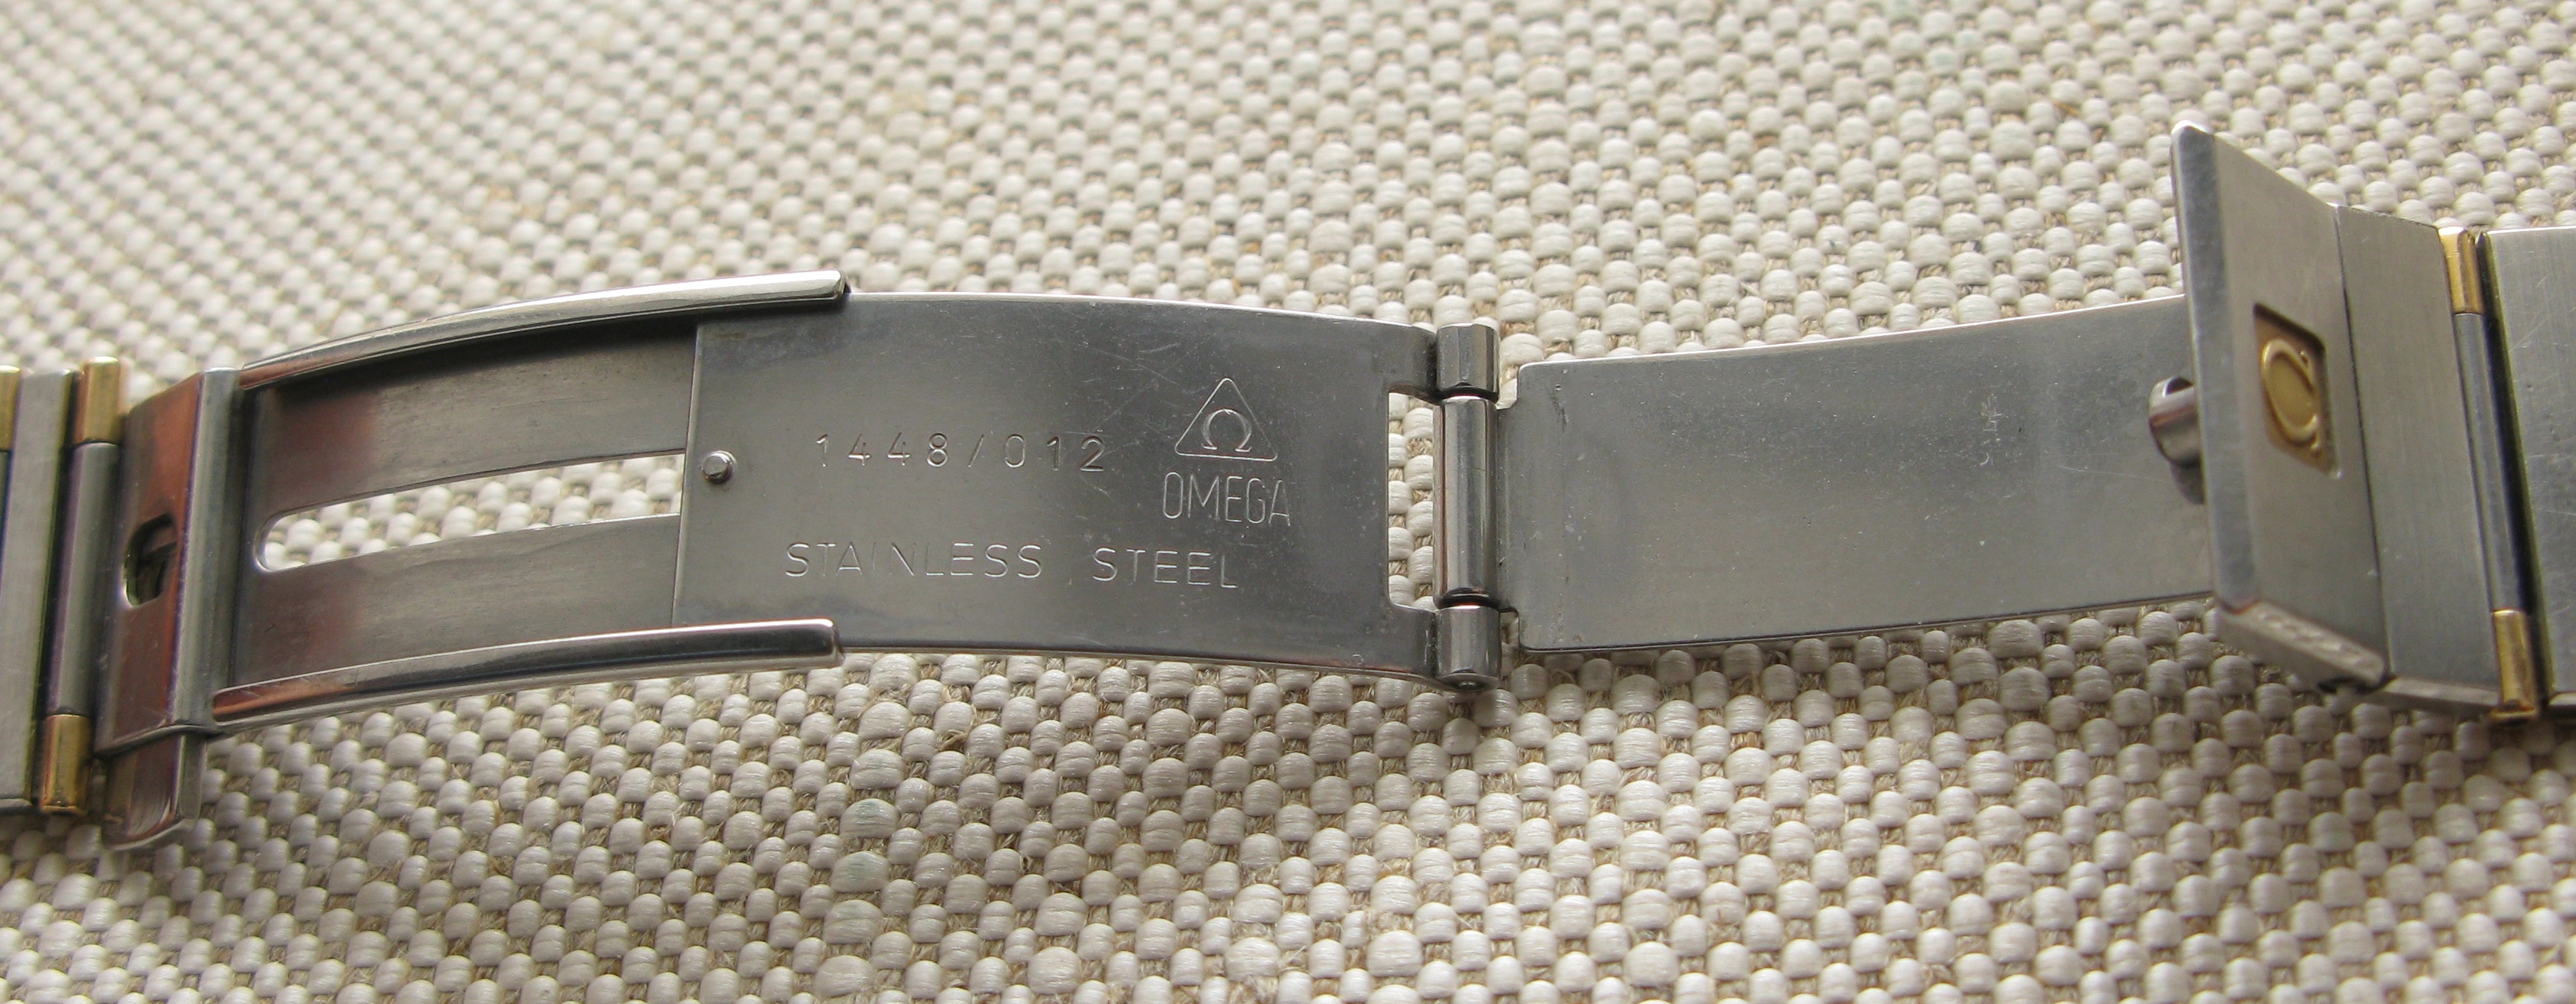 Ω
1448/012
OMEGA
STAINLESS STEEL
Ω